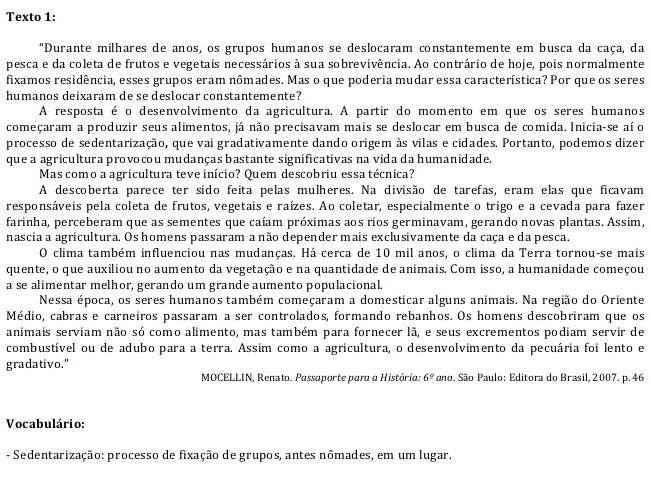 Texto 1:
“Durante milhares de anos, os grupos humanos se deslocaram constantemente em busca da caça, da
pesca e da coleta de frutos e vegetais necessários à sua sobrevivência. Ao contrário de hoje, pois normalmente
fixamos residência, esses grupos eram nômades. Mas o que poderia mudar essa característica? Por que os seres
humanos deixaram de se deslocar constantemente?
A resposta é o desenvolvimento da agricultura. A partir do momento em que os seres humanos
começaram a produzir seus alimentos, já não precisavam mais se deslocar em busca de comida. Inicia-se aí o
processo de sedentarização, que vai gradativamente dando origem às vilas e cidades. Portanto, podemos dizer
que a agricultura provocou mudanças bastante significativas na vida da humanidade.
Mas como a agricultura teve início? Quem descobriu essa técnica?
A descoberta parece ter sido feita pelas mulheres. Na divisão de tarefas, eram elas que ficavam
responsáveis pela coleta de frutos, vegetais e raízes. Ao coletar, especialmente o trigo e a cevada para fazer
farinha, perceberam que as sementes que caíam próximas aos rios germinavam, gerando novas plantas. Assim,
nascia a agricultura. Os homens passaram a não depender mais exclusivamente da caça e da pesca.
O clima também influenciou nas mudanças. Há cerca de 10 mil anos, o clima da Terra tornou-se mais
quente, o que auxiliou no aumento da vegetação e na quantidade de animais. Com isso, a humanidade começou
a se alimentar melhor, gerando um grande aumento populacional.
Nessa época, os seres humanos também começaram a domesticar alguns animais. Na região do Oriente
Médio, cabras e carneiros passaram a ser controlados, formando rebanhos. Os homens descobriram que os
animais serviam não só como alimento, mas também para fornecer lã, e seus excrementos podiam servir de
combustível ou de adubo para a terra. Assim como a agricultura, o desenvolvimento da pecuária foi lento e
gradativo.”
MOCELLIN, Renato. Passaporte para a História: 6º ano. São Paulo: Editora do Brasil, 2007. p. 46
Vocabulário:
- Sedentarização: processo de fixação de grupos, antes nômades, em um lugar.